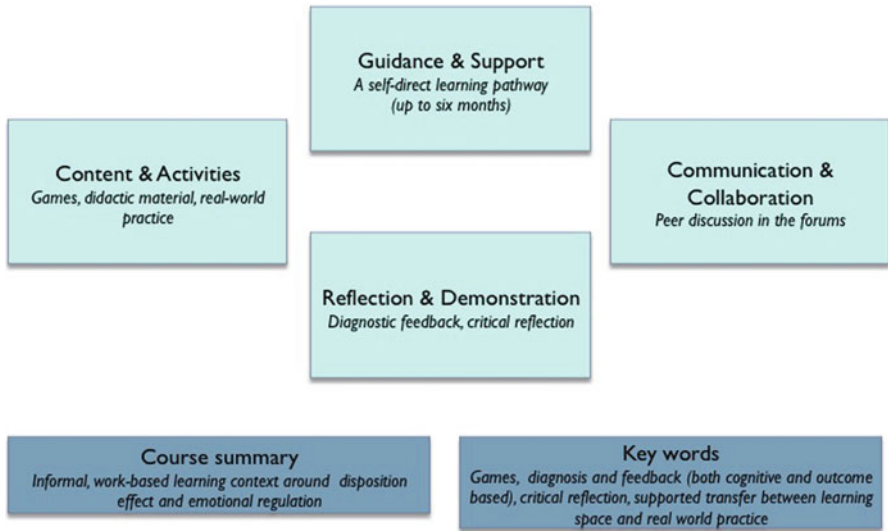 Guidance & Support
A self-direct learning pathway
(up to six months)
Content & Activities
Games, didactic material, real-world
practice
Communication &
Collaboration
Peer discussion in the forums
Reflection & Demonstration
Diagnostic feedback, critical reflection
Course summary
Informal, work-based learning context around disposition
effect and emotional regulation
Key words
Games, diagnosis and feedback (both cognitive and outcome
based), critical reflection, supported transfer between learning
space and real world practice